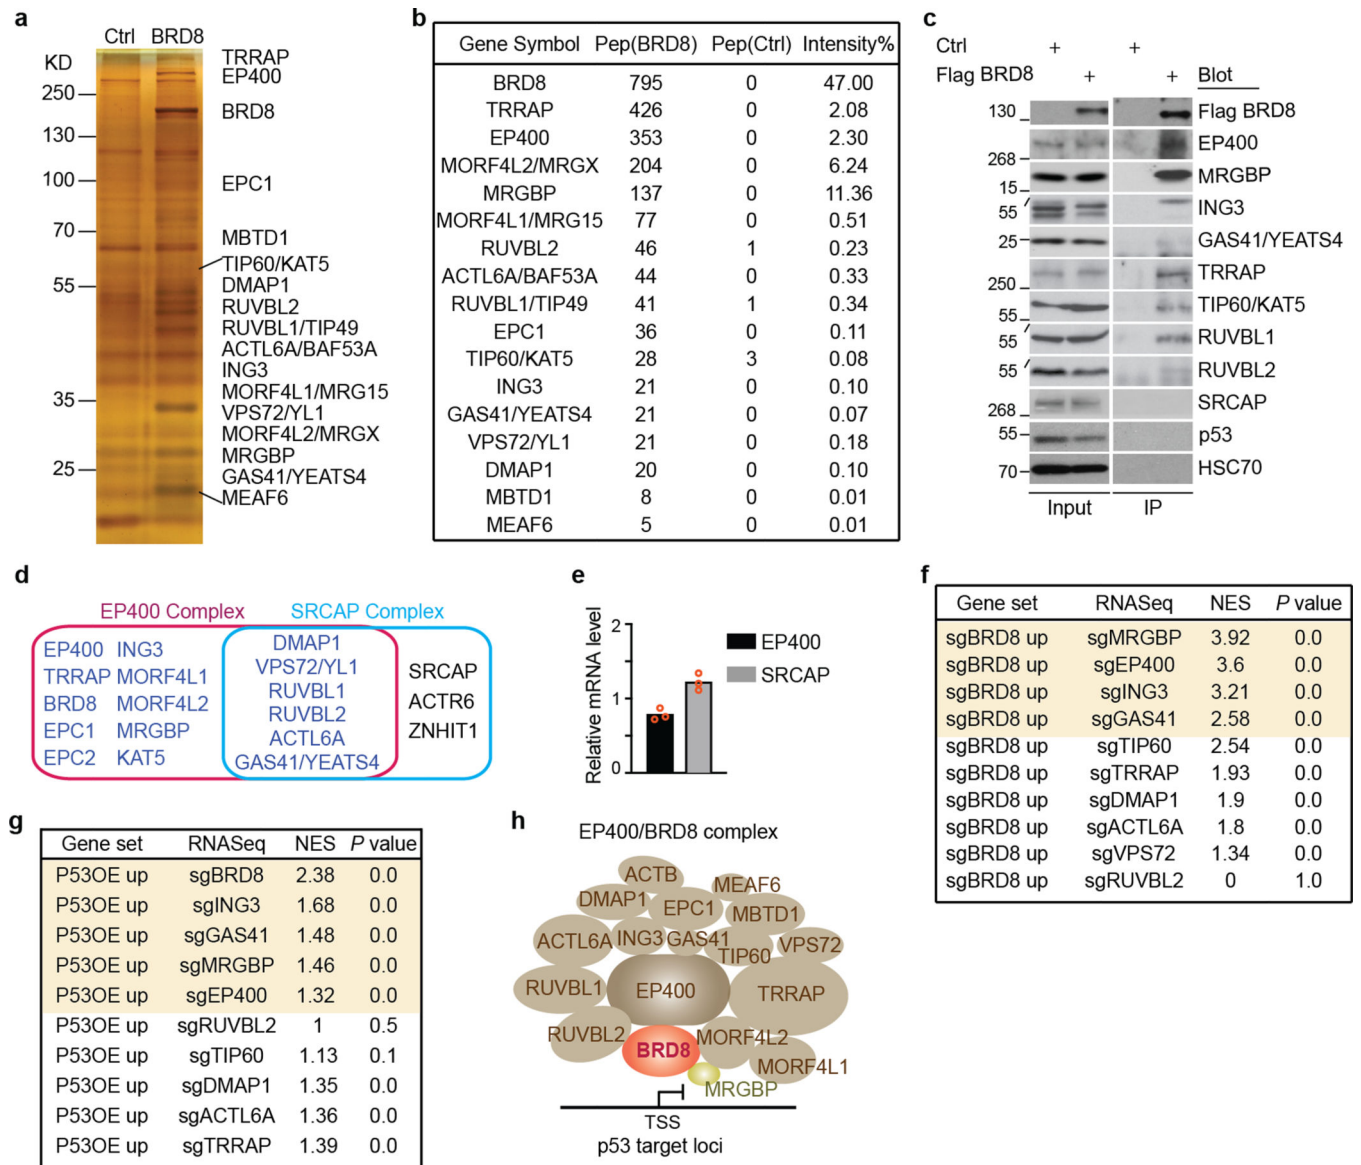 a
Ctrl BRD8
KD
250
130
100
70
55
35
25
TRRAP
EP400
BRD8
EPC1
MBTD1
TIP60/KAT5
DMAP1
RUVBL2
RUVBL1/TIP49
ACTL6A/BAF53A
ING3
MORF4L1/MRG15
VPS72/YL1
MORF4L2/MRGX
MRGBP
GAS41/YEATS4
MEAF6
b
Gene Symbol Pep(BRD8) Pep(Ctrl) Intensity%
BRD8 795 0 47.00
TRRAP 426 0 2.08
EP400 353 0 2.30
MORF4L2/MRGX 204 0 6.24
MRGBP 137 0 11.36
MORF4L1/MRG15 77 0 0.51
RUVBL2 46 1 0.23
ACTL6A/BAF53A 44 0 0.33
RUVBL1/TIP49 41 1 0.34
EPC1 36 0 0.11
TIP60/KAT5 28 3 0.08
ING3 21 0 0.10
GAS41/YEATS4 21 0 0.07
VPS72/YL1 21 0 0.18
DMAP1 20 0 0.10
MBTD1 8 0 0.01
MEAF6 5 0 0.01
c
Ctrl + +
Flag BRD8 + + Blot
130 Flag BRD8
EP400
268
MRGBP
15
55 ING3
25 GAS41/YEATS4
TRRAP
250
TIP60/KAT5
55
55 RUVBL1
55 RUVBL2
SRCAP
268
55 p53
70 HSC70
Input IP
d
EP400 Complex SRCAP Complex
EP400 ING3
TRRAP MORF4L1
BRD8 MORF4L2
EPC1 MRGBP
EPC2 KAT5
DMAP1
VPS72/YL1
RUVBL1
RUVBL2
ACTL6A
GAS41/YEATS4
SRCAP
ACTR6
ZNHIT1
e
Relative mRNA level
2
1
0
EP400
SRCAP
f
Gene set RNASeq NES P value
sgBRD8 up sgMRGBP 3.92 0.0
sgBRD8 up sgEP400 3.6 0.0
sgBRD8 up sgING3 3.21 0.0
sgBRD8 up sgGAS41 2.58 0.0
sgBRD8 up sgTIP60 2.54 0.0
sgBRD8 up sgTRRAP 1.93 0.0
sgBRD8 up sgDMAP1 1.9 0.0
sgBRD8 up sgACTL6A 1.8 0.0
sgBRD8 up sgVPS72 1.34 0.0
sgBRD8 up sgRUVBL2 0 1.0
g
Gene set RNASeq NES P value
P53OE up sgBRD8 2.38 0.0
P53OE up sgING3 1.68 0.0
P53OE up sgGAS41 1.48 0.0
P53OE up sgMRGBP 1.46 0.0
P53OE up sgEP400 1.32 0.0
P53OE up sgRUVBL2 1 0.5
P53OE up sgTIP60 1.13 0.1
P53OE up sgDMAP1 1.35 0.0
P53OE up sgACTL6A 1.36 0.0
P53OE up sgTRRAP 1.39 0.0
h
EP400/BRD8 complex
ACTB
MEAF6
DMAP1
EPC1
MBTD1
ACTL6A
ING3
GAS41
TIP60
VPS72
RUVBL1
EP400
TRRAP
RUVBL2
BRD8
MORF4L2
MORF4L1
MRGBP
TSS
p53 target loci